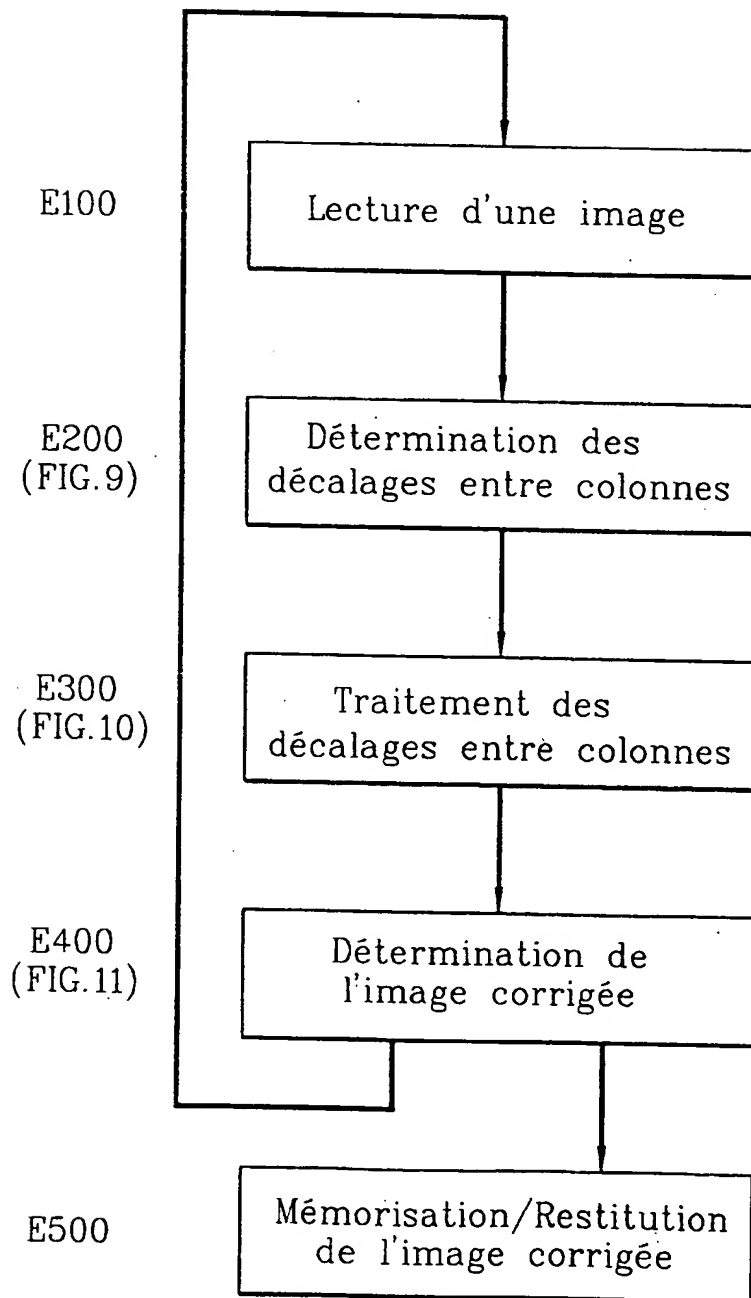 E100
Lecture d'une image
E200
(FIG.9)
Détermination des
décalages entre colonnes
E300
(FIG.10)
Traitement des
décalages entre colonnes
E400
(FIG.11)
Détermination de
l'image corrigée
E500
Mémorisation/Restitution
de l'image corrigée